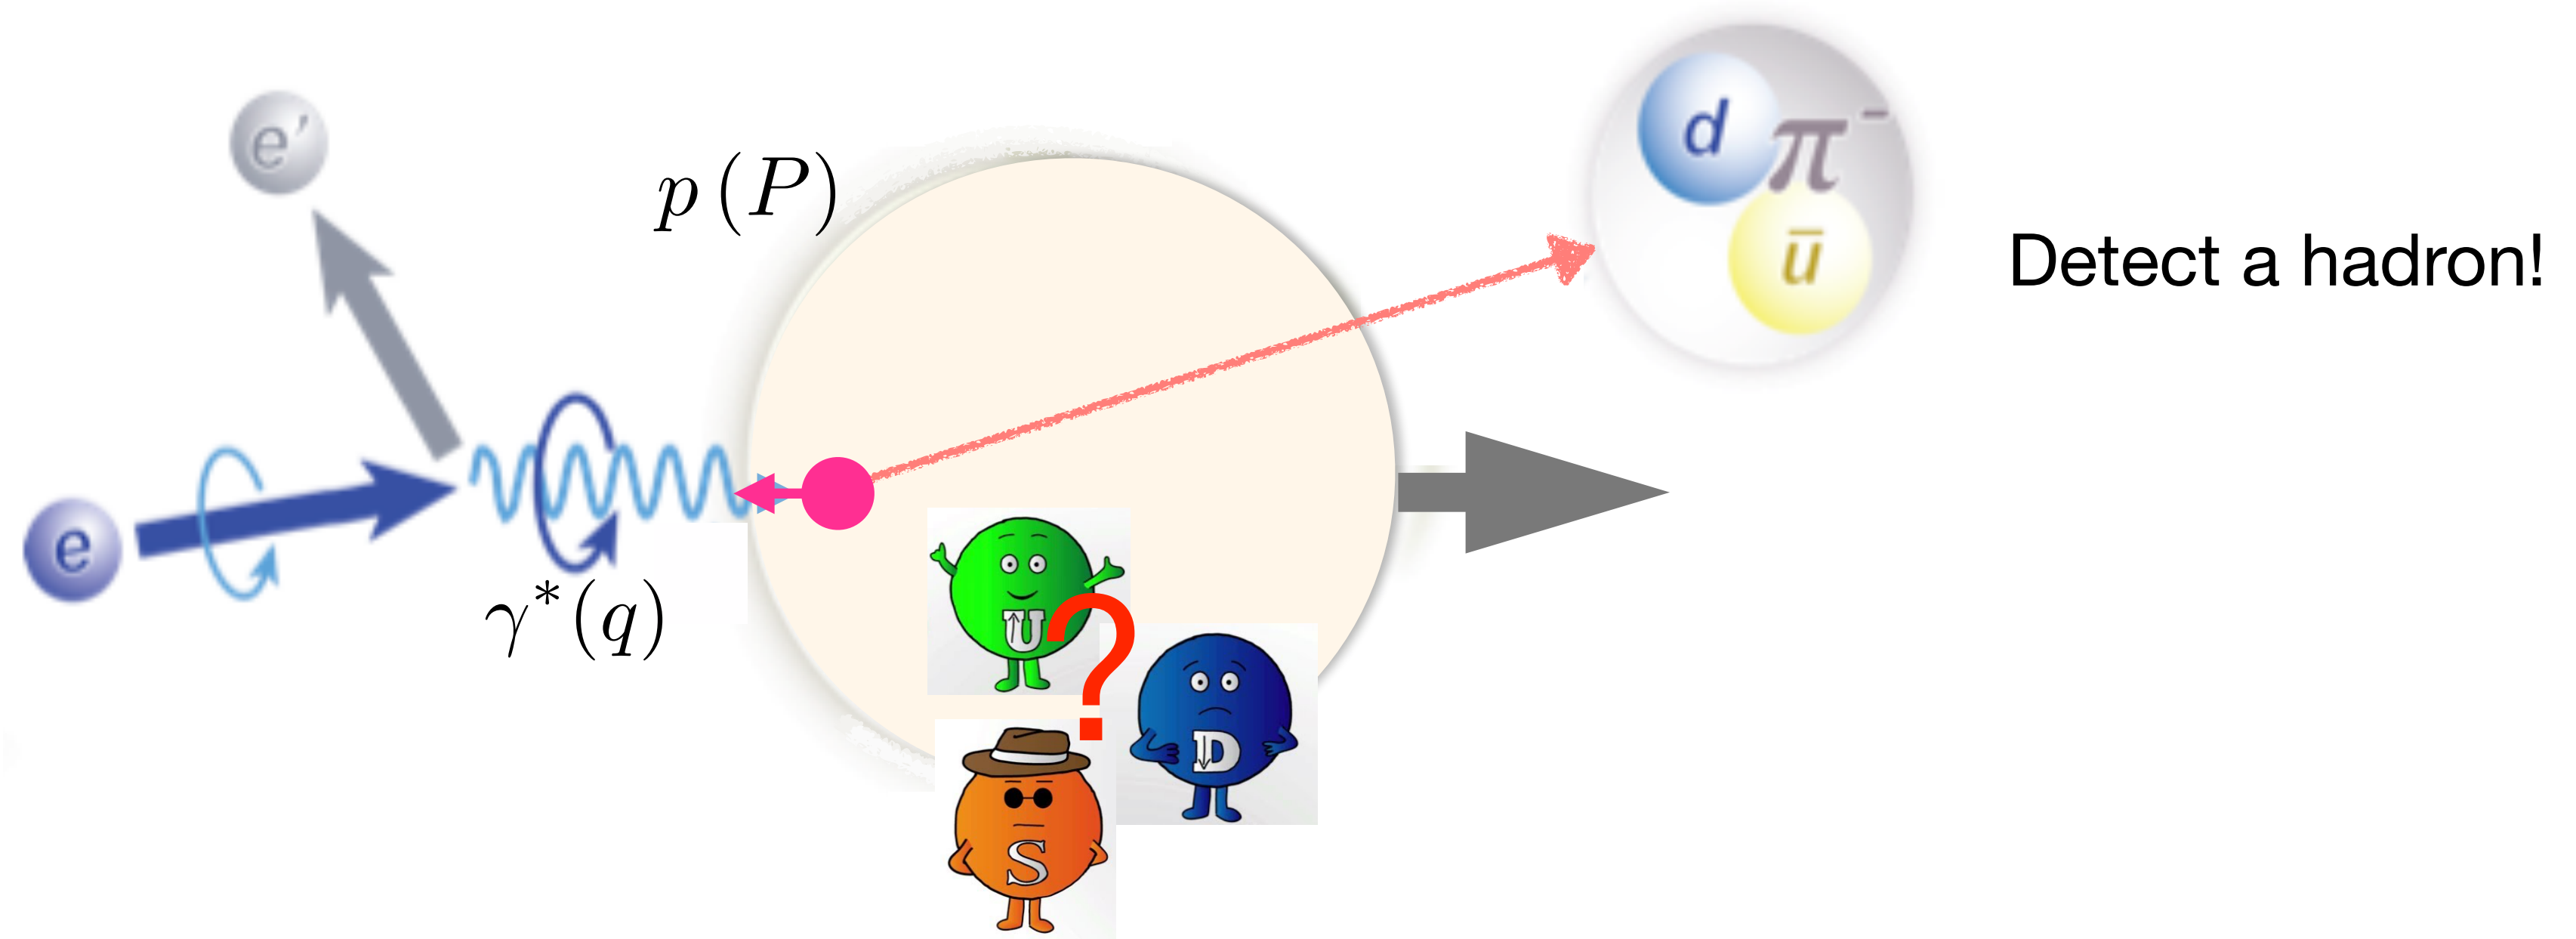 e′
p (P)
d π⁻
ū
Detect a hadron!
e
γ*(q)
U
?
D
S